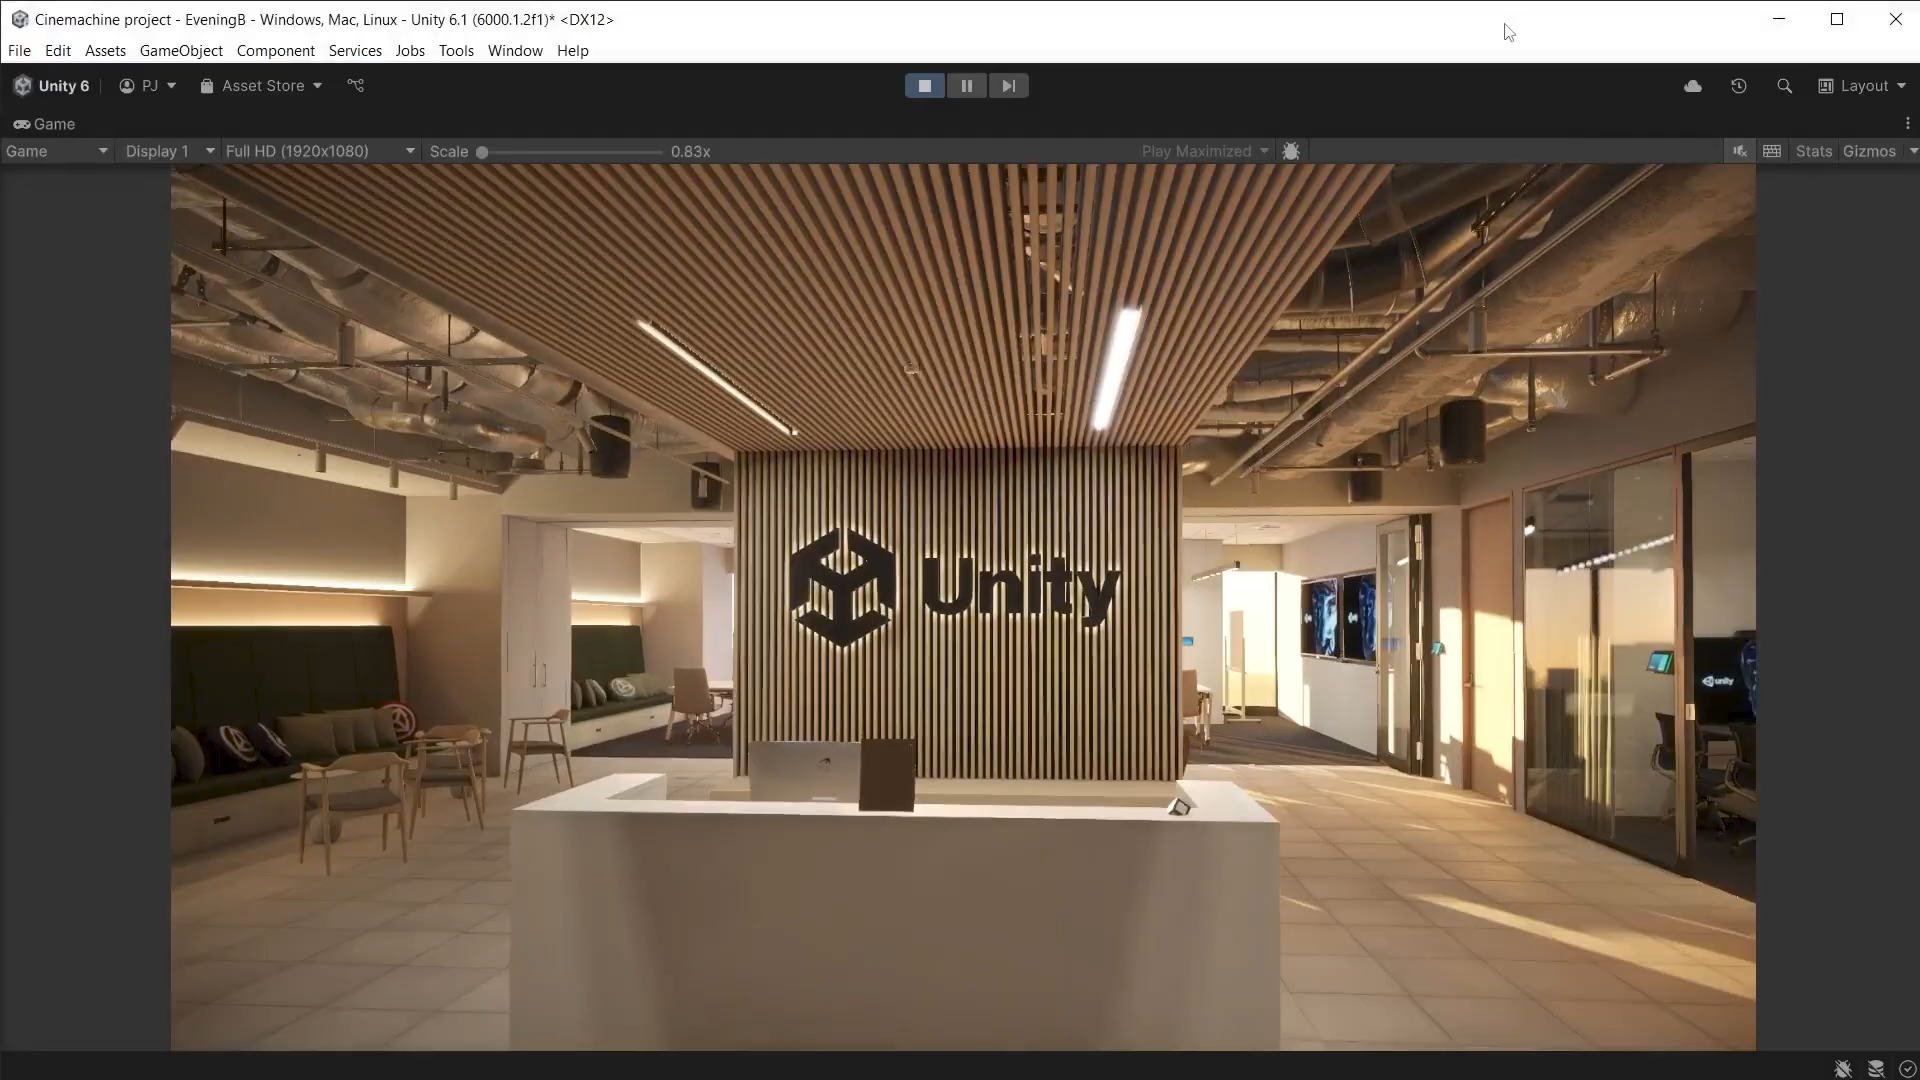 Cinemachine project - EveningB - Windows, Mac, Linux - Unity 6.1 (6000.1.2f1)* <DX12>
File Edit Assets GameObject Component Services Jobs Tools Window Help
Unity 6 PJ Asset Store Layout
Game
Game Display 1 Full HD (1920x1080) Scale 0.83x Play Maximized Stats Gizmos
Unity
unity